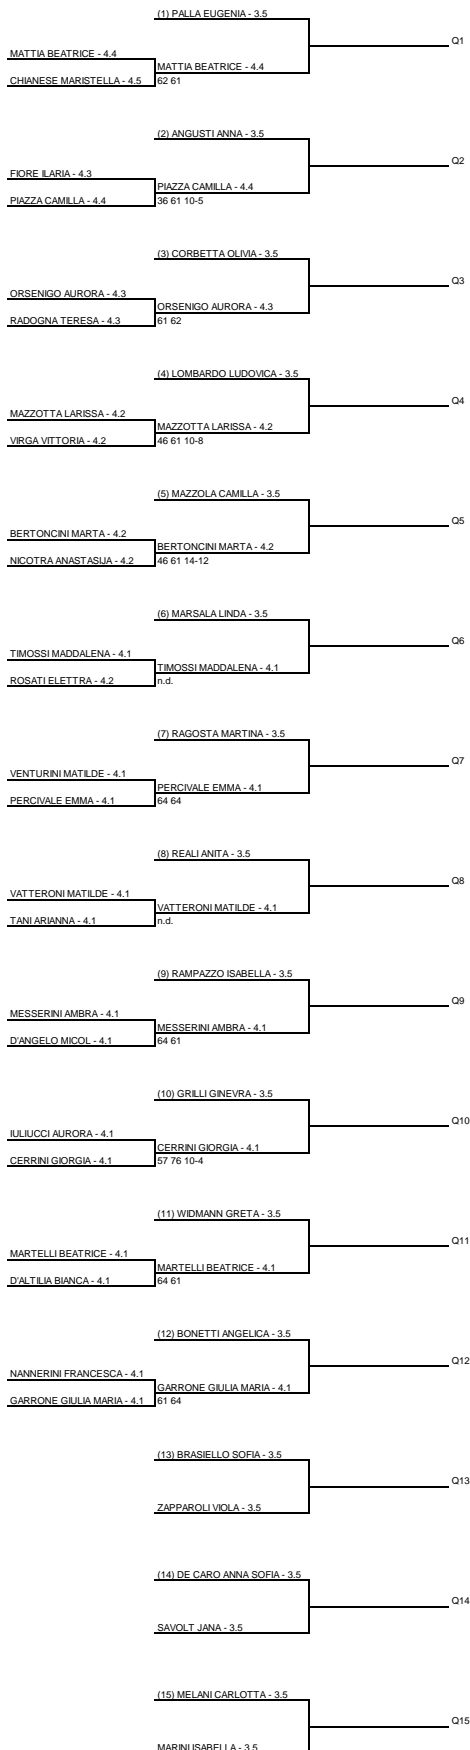 (1) PALLA EUGENIA - 3.5
Q1
MATTIA BEATRICE - 4.4
MATTIA BEATRICE - 4.4
CHIANESE MARISTELLA - 4.5
62 61
(2) ANGUSTI ANNA - 3.5
Q2
FIORE ILARIA - 4.3
PIAZZA CAMILLA - 4.4
PIAZZA CAMILLA - 4.4
36 61 10-5
(3) CORBETTA OLIVIA - 3.5
Q3
ORSENIGO AURORA - 4.3
ORSENIGO AURORA - 4.3
RADOGNA TERESA - 4.3
61 62
(4) LOMBARDO LUDOVICA - 3.5
Q4
MAZZOTTA LARISSA - 4.2
MAZZOTTA LARISSA - 4.2
VIRGA VITTORIA - 4.2
46 61 10-8
(5) MAZZOLA CAMILLA - 3.5
Q5
BERTONCINI MARTA - 4.2
BERTONCINI MARTA - 4.2
NICOTRA ANASTASIJA - 4.2
46 61 14-12
(6) MARSALA LINDA - 3.5
Q6
TIMOSSI MADDALENA - 4.1
TIMOSSI MADDALENA - 4.1
ROSATI ELETTRA - 4.2
n.d.
(7) RAGOSTA MARTINA - 3.5
Q7
VENTURINI MATILDE - 4.1
PERCIVALE EMMA - 4.1
PERCIVALE EMMA - 4.1
64 64
(8) REALI ANITA - 3.5
Q8
VATTERONI MATILDE - 4.1
VATTERONI MATILDE - 4.1
TANI ARIANNA - 4.1
n.d.
(9) RAMPAZZO ISABELLA - 3.5
Q9
MESSERINI AMBRA - 4.1
MESSERINI AMBRA - 4.1
D'ANGELO MICOL - 4.1
64 61
(10) GRILLI GINEVRA - 3.5
Q10
IULIUCCI AURORA - 4.1
CERRINI GIORGIA - 4.1
CERRINI GIORGIA - 4.1
57 76 10-4
(11) WIDMANN GRETA - 3.5
Q11
MARTELLI BEATRICE - 4.1
MARTELLI BEATRICE - 4.1
D'ALTILIA BIANCA - 4.1
64 61
(12) BONETTI ANGELICA - 3.5
Q12
NANNERINI FRANCESCA - 4.1
GARRONE GIULIA MARIA - 4.1
GARRONE GIULIA MARIA - 4.1
61 64
(13) BRASIELLO SOFIA - 3.5
Q13
ZAPPAROLI VIOLA - 3.5
(14) DE CARO ANNA SOFIA - 3.5
Q14
SAVOLT JANA - 3.5
(15) MELANI CARLOTTA - 3.5
Q15
MARINI ISABELLA - 3.5